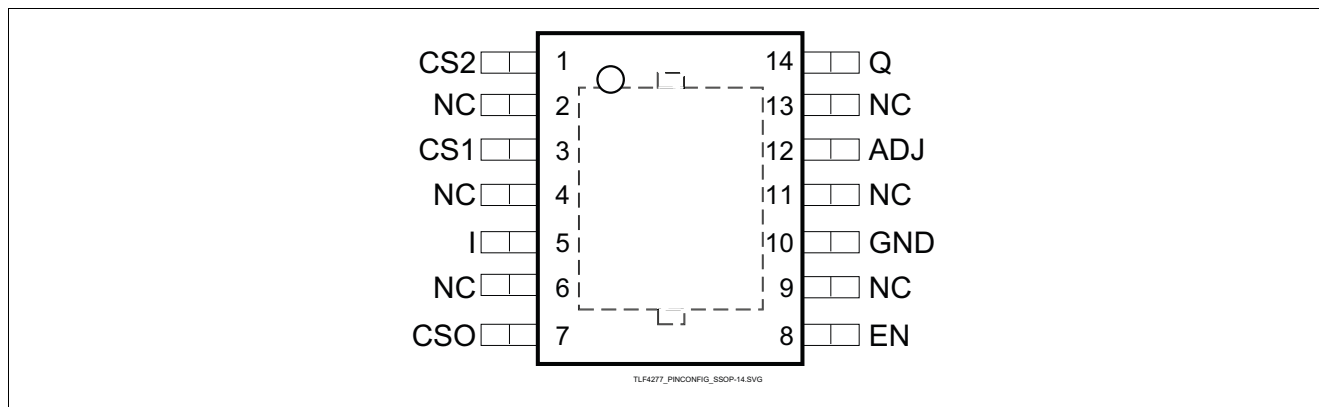 CS2 1 14 Q
NC 2 13 NC
CS1 3 12 ADJ
NC 4 11 NC
I 5 10 GND
NC 6 9 NC
CSO 7 8 EN
TLF4277_PINCONFIG_SSOP-14.SVG